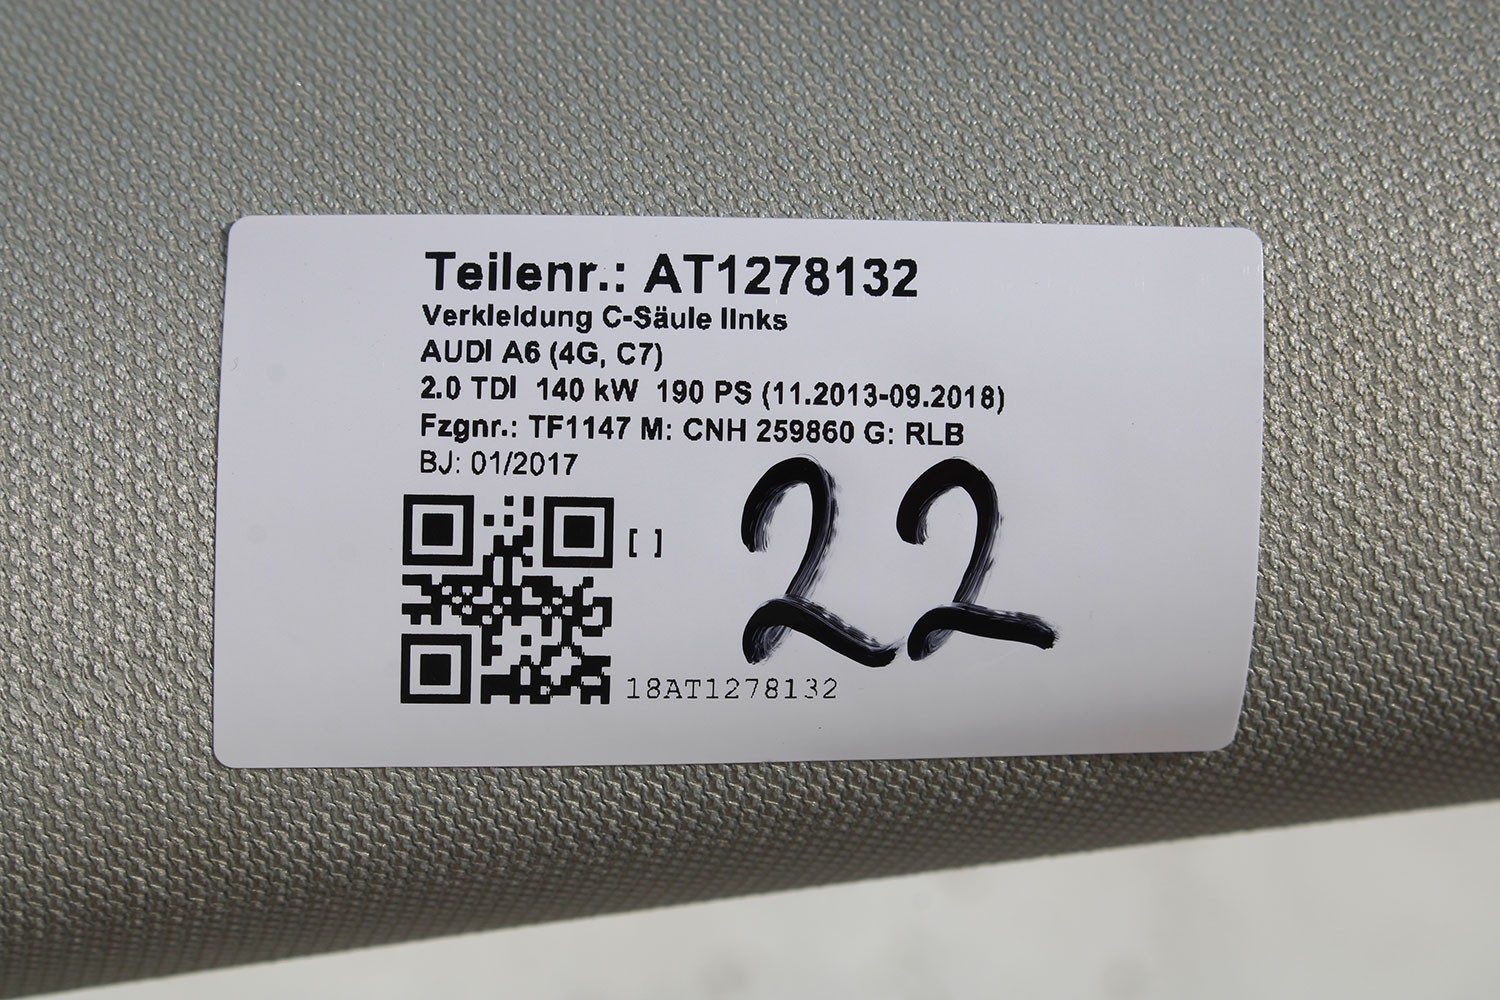 Teilenr.: AT1278132
Verkleidung C-Säule links
AUDI A6 (4G, C7)
2.0 TDI 140 kW 190 PS (11.2013-09.2018)
Fzgnr.: TF1147 M: CNH 259860 G: RLB
BJ: 01/2017
[ ]
22
18AT1278132